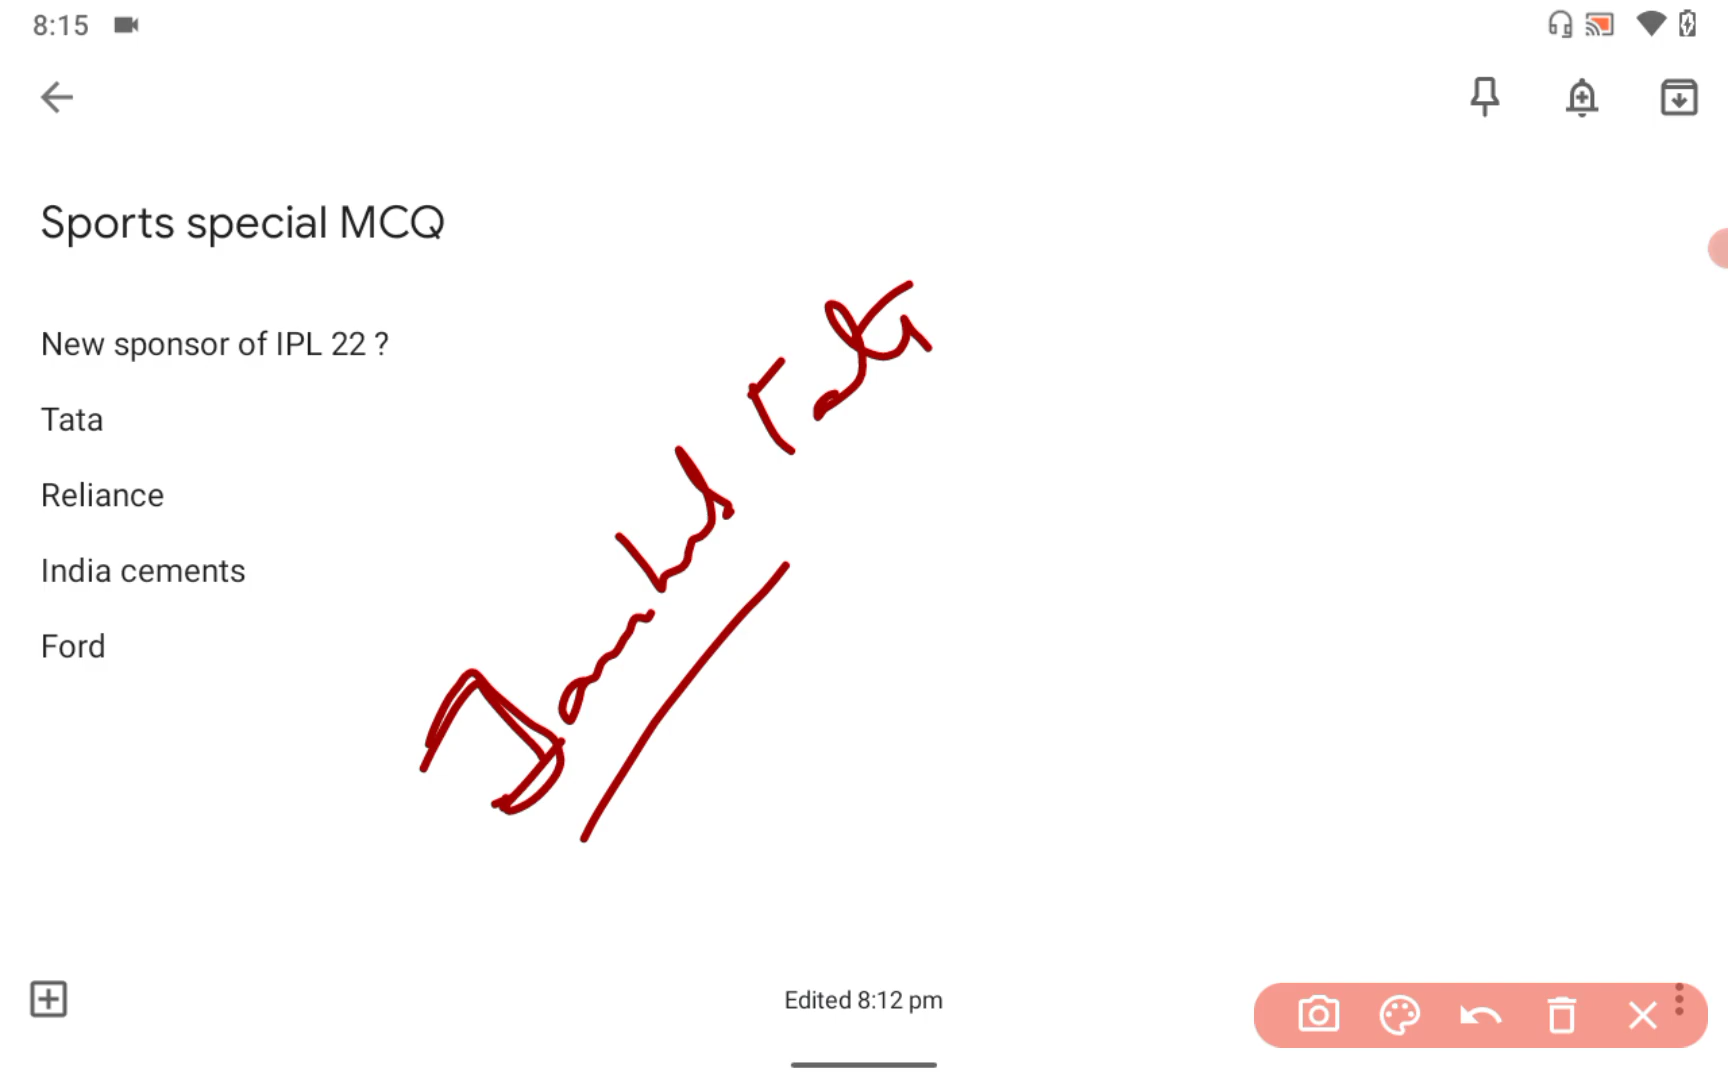 8:15
Sports special MCQ
New sponsor of IPL 22 ?
Tata
Reliance
India cements
Ford
Edited 8:12 pm